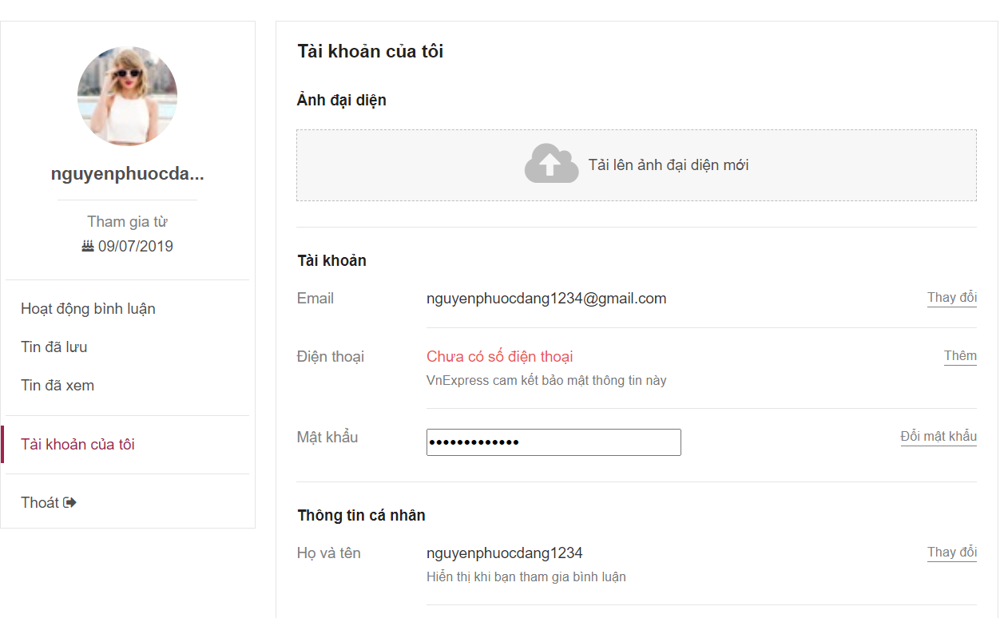 nguyenphuocda...
Tham gia từ
09/07/2019
Hoạt động bình luận
Tin đã lưu
Tin đã xem
Tài khoản của tôi
Thoát
Tài khoản của tôi
Ảnh đại diện
Tải lên ảnh đại diện mới
Tài khoản
Email nguyenphuocdang1234@gmail.com Thay đổi
Điện thoại Chưa có số điện thoại Thêm
VnExpress cam kết bảo mật thông tin này
Mật khẩu ••••••••••••• Đổi mật khẩu
Thông tin cá nhân
Họ và tên nguyenphuocdang1234 Thay đổi
Hiển thị khi bạn tham gia bình luận